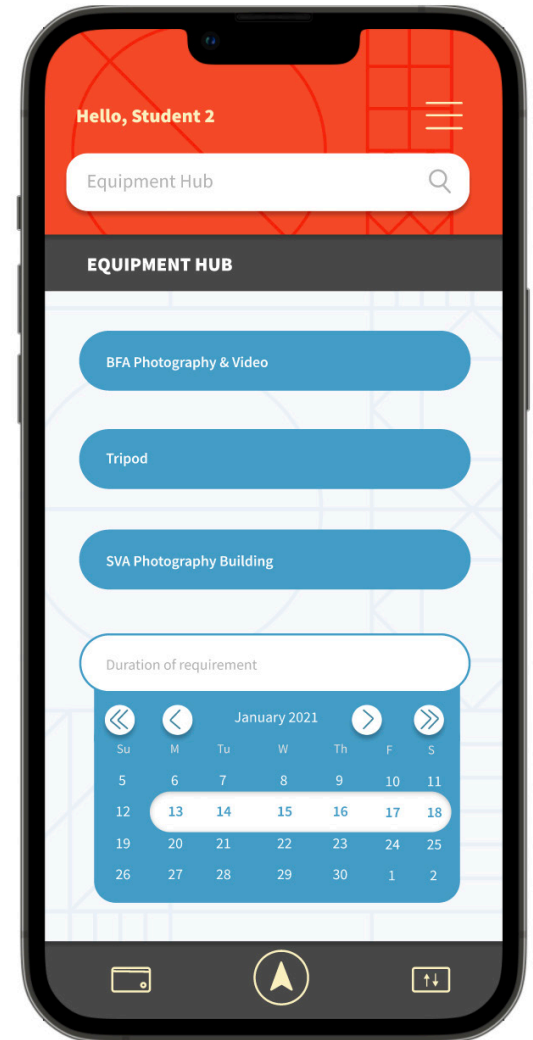 Hello, Student 2
Equipment Hub
EQUIPMENT HUB
BFA Photography & Video
Tripod
SVA Photography Building
Duration of requirement
January 2021
Su M Tu W Th F S
5 6 7 8 9 10 11
12 13 14 15 16 17 18
19 20 21 22 23 24 25
26 27 28 29 30 1 2